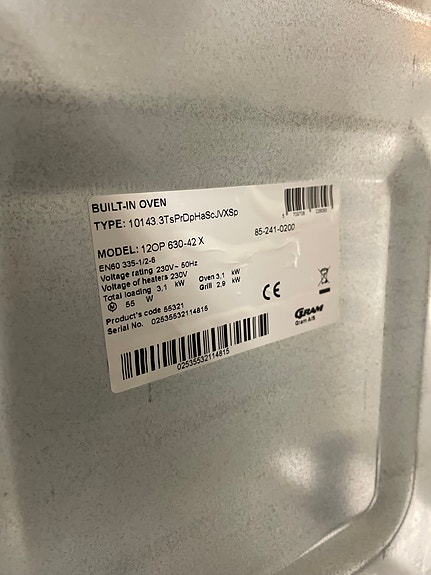 BUILT-IN OVEN
TYPE: 10143.3TsPrDpHaScJVXSp
85-241-0200
MODEL: 12OP 630-42 X
EN60 335-1/2-6
Voltage rating 230V~ 50Hz
Voltage of heaters 230V
Total loading 3,1 kW Oven 3,1 kW
M 55 W Grill 2,9 kW
CE
Product's code 55321
Serial No. 02535532114815
GRAM
Gram A/S
02535532114815